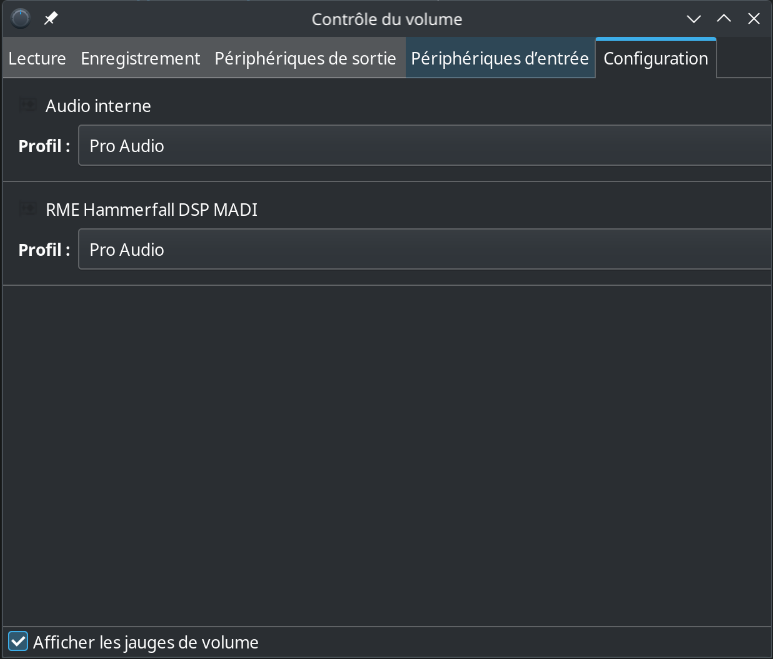 Contrôle du volume
Lecture Enregistrement Périphériques de sortie Périphériques d’entrée Configuration
Audio interne
Profil : Pro Audio
RME Hammerfall DSP MADI
Profil : Pro Audio
Afficher les jauges de volume